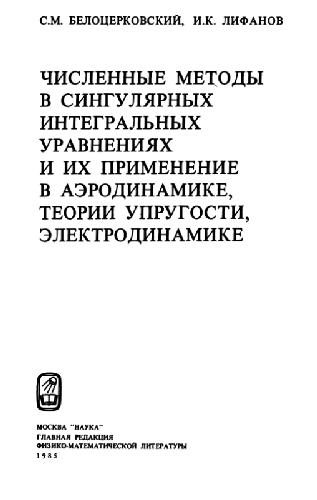 С.М. БЕЛОЦЕРКОВСКИЙ, И.К. ЛИФАНОВ
ЧИСЛЕННЫЕ МЕТОДЫ
В СИНГУЛЯРНЫХ
ИНТЕГРАЛЬНЫХ
УРАВНЕНИЯХ
И ИХ ПРИМЕНЕНИЕ
В АЭРОДИНАМИКЕ,
ТЕОРИИ УПРУГОСТИ,
ЭЛЕКТРОДИНАМИКЕ
МОСКВА "НАУКА"
ГЛАВНАЯ РЕДАКЦИЯ
ФИЗИКО-МАТЕМАТИЧЕСКОЙ ЛИТЕРАТУРЫ
1985